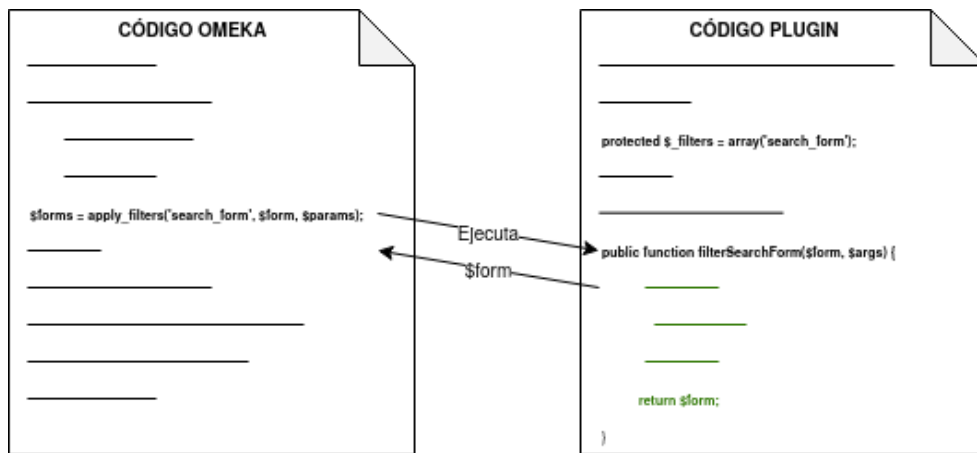 CÓDIGO OMEKA
$forms = apply_filters('search_form', $form, $params);
Ejecuta
$form
CÓDIGO PLUGIN
protected $_filters = array('search_form');
public function filterSearchForm($form, $args) {
return $form;
}